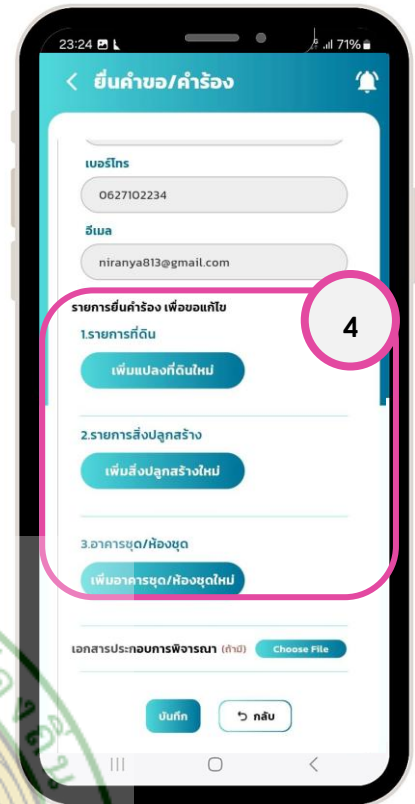 23:24 71%
ยื่นคำขอ/คำร้อง
เบอร์โทร
0627102234
อีเมล
niranya813@gmail.com
รายการยื่นคำร้อง เพื่อขอแก้ไข
4
1.รายการที่ดิน
เพิ่มแปลงที่ดินใหม่
2.รายการสิ่งปลูกสร้าง
เพิ่มสิ่งปลูกสร้างใหม่
3.อาคารชุด/ห้องชุด
เพิ่มอาคารชุด/ห้องชุดใหม่
เอกสารประกอบการพิจารณา (ถ้ามี) Choose File
บันทึก กลับ